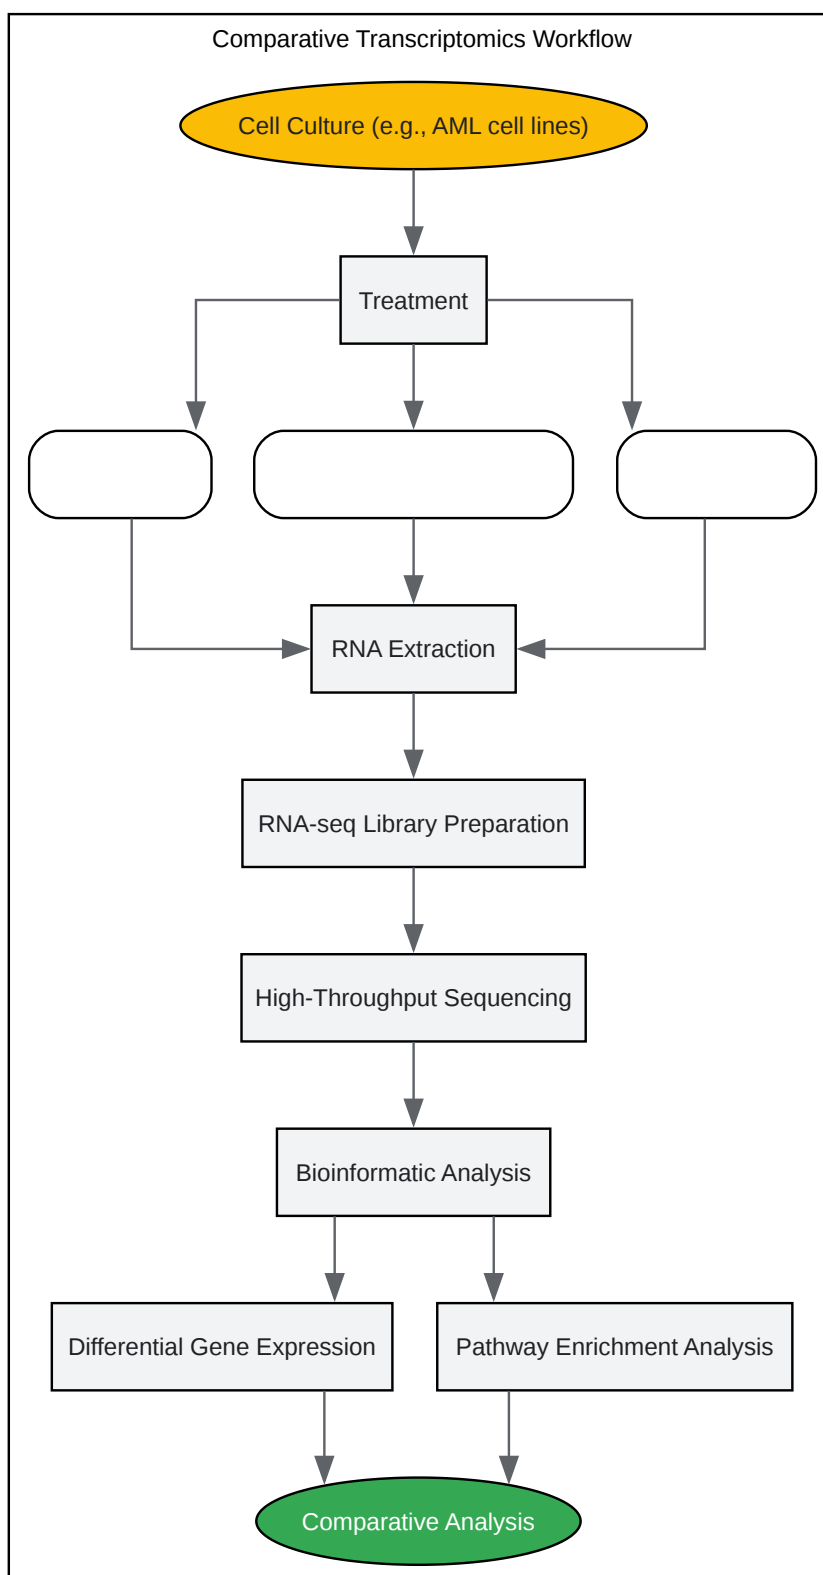 Comparative Transcriptomics Workflow
Cell Culture (e.g., AML cell lines)
Treatment
RNA Extraction
RNA-seq Library Preparation
High-Throughput Sequencing
Bioinformatic Analysis
Differential Gene Expression
Pathway Enrichment Analysis
Comparative Analysis